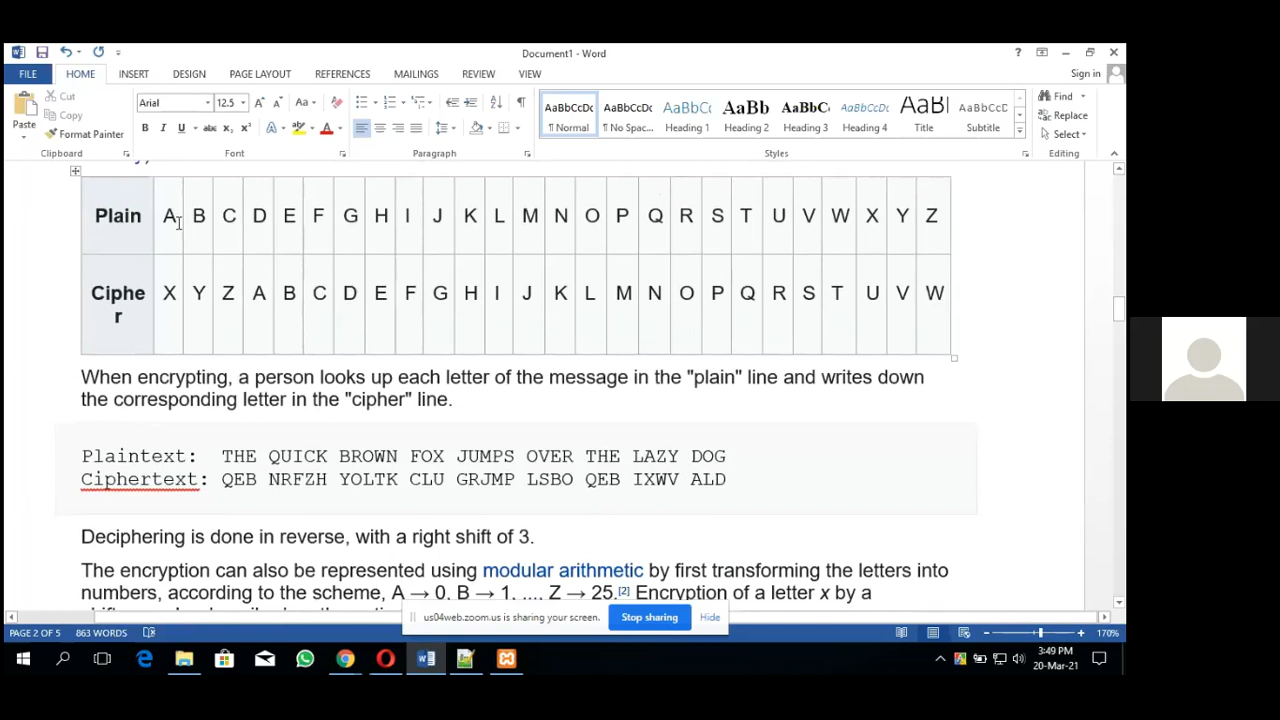 Document1 - Word
?
FILE HOME INSERT DESIGN PAGE LAYOUT REFERENCES MAILINGS REVIEW VIEW Sign in
Cut
Copy
Paste
Format Painter
Clipboard
Arial 12.5
Font
Paragraph
AaBbCcDc AaBbCcDc AaBbC AaBb AaBbC AaBbCcD AaB AaBbCcD
¶ Normal ¶ No Spac... Heading 1 Heading 2 Heading 3 Heading 4 Title Subtitle
Styles
Find
Replace
Select
Editing
Plain A B C D E F G H I J K L M N O P Q R S T U V W X Y Z
Ciphe X Y Z A B C D E F G H I J K L M N O P Q R S T U V W
r
When encrypting, a person looks up each letter of the message in the "plain" line and writes down
the corresponding letter in the "cipher" line.
Plaintext: THE QUICK BROWN FOX JUMPS OVER THE LAZY DOG
Ciphertext: QEB NRFZH YOLTK CLU GRJMP LSBO QEB IXWV ALD
Deciphering is done in reverse, with a right shift of 3.
The encryption can also be represented using modular arithmetic by first transforming the letters into
numbers, according to the scheme, A → 0, B → 1, ..., Z → 25.[2] Encryption of a letter x by a
us04web.zoom.us is sharing your screen. Stop sharing Hide
PAGE 2 OF 5 863 WORDS 170%
3:49 PM
20-Mar-21